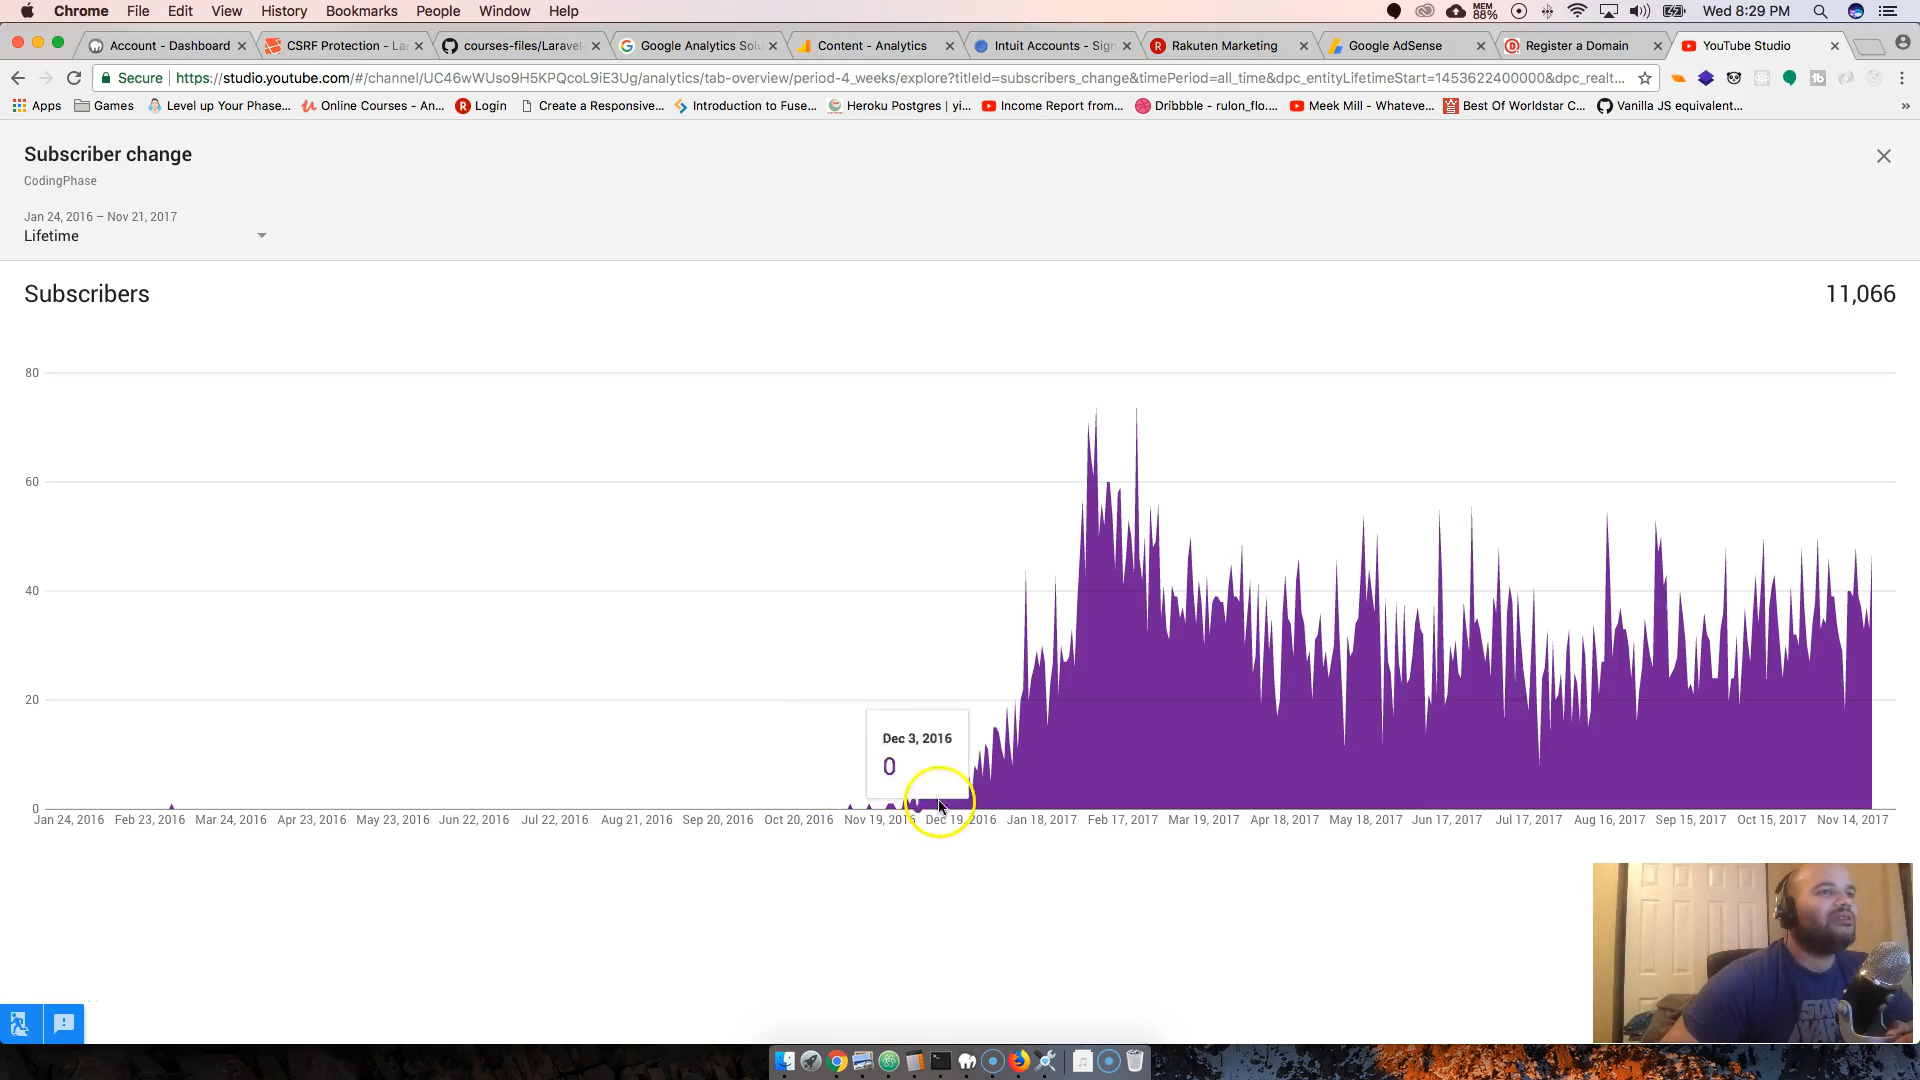 Chrome File Edit View History Bookmarks People Window Help
MEM 88% Wed 8:29 PM
Account - Dashboard
CSRF Protection - La
courses-files/Laravel-
Google Analytics Solu
Content - Analytics
Intuit Accounts - Sign
Rakuten Marketing
Google AdSense
Register a Domain
YouTube Studio
Secure https://studio.youtube.com/#/channel/UC46wWUso9H5KPQcoL9iE3Ug/analytics/tab-overview/period-4_weeks/explore?titleId=subscribers_change&timePeriod=all_time&dpc_entityLifetimeStart=1453622400000&dpc_realt...
Apps Games Level up Your Phase... Online Courses - An... Login Create a Responsive... Introduction to Fuse... Heroku Postgres | yi... Income Report from... Dribbble - rulon_flo.... Meek Mill - Whateve... Best Of Worldstar C... Vanilla JS equivalent...
Subscriber change
CodingPhase
Jan 24, 2016 – Nov 21, 2017
Lifetime
Subscribers 11,066
80
60
40
20
Dec 3, 2016
0
0
Jan 24, 2016 Feb 23, 2016 Mar 24, 2016 Apr 23, 2016 May 23, 2016 Jun 22, 2016 Jul 22, 2016 Aug 21, 2016 Sep 20, 2016 Oct 20, 2016 Nov 19, 2016 Dec 19, 2016 Jan 18, 2017 Feb 17, 2017 Mar 19, 2017 Apr 18, 2017 May 18, 2017 Jun 17, 2017 Jul 17, 2017 Aug 16, 2017 Sep 15, 2017 Oct 15, 2017 Nov 14, 2017
STAR